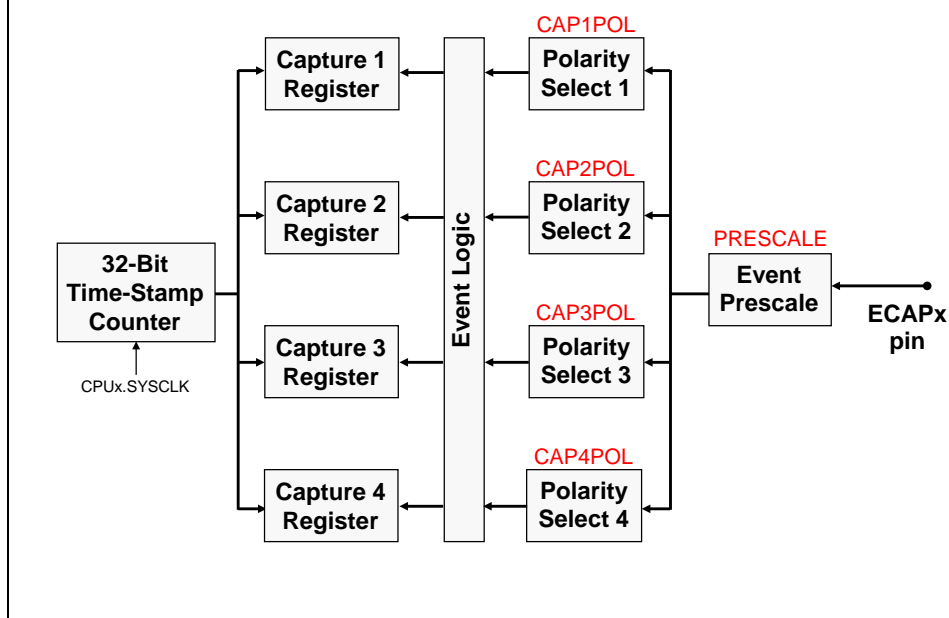 CAP1POL
Capture 1
Register
Polarity
Select 1
CAP2POL
Capture 2
Register
Polarity
Select 2
PRESCALE
32-Bit
Time-Stamp
Counter
Event Logic
Event
Prescale
ECAPx
pin
CAP3POL
Capture 3
Register
Polarity
Select 3
CPUx.SYSCLK
CAP4POL
Capture 4
Register
Polarity
Select 4